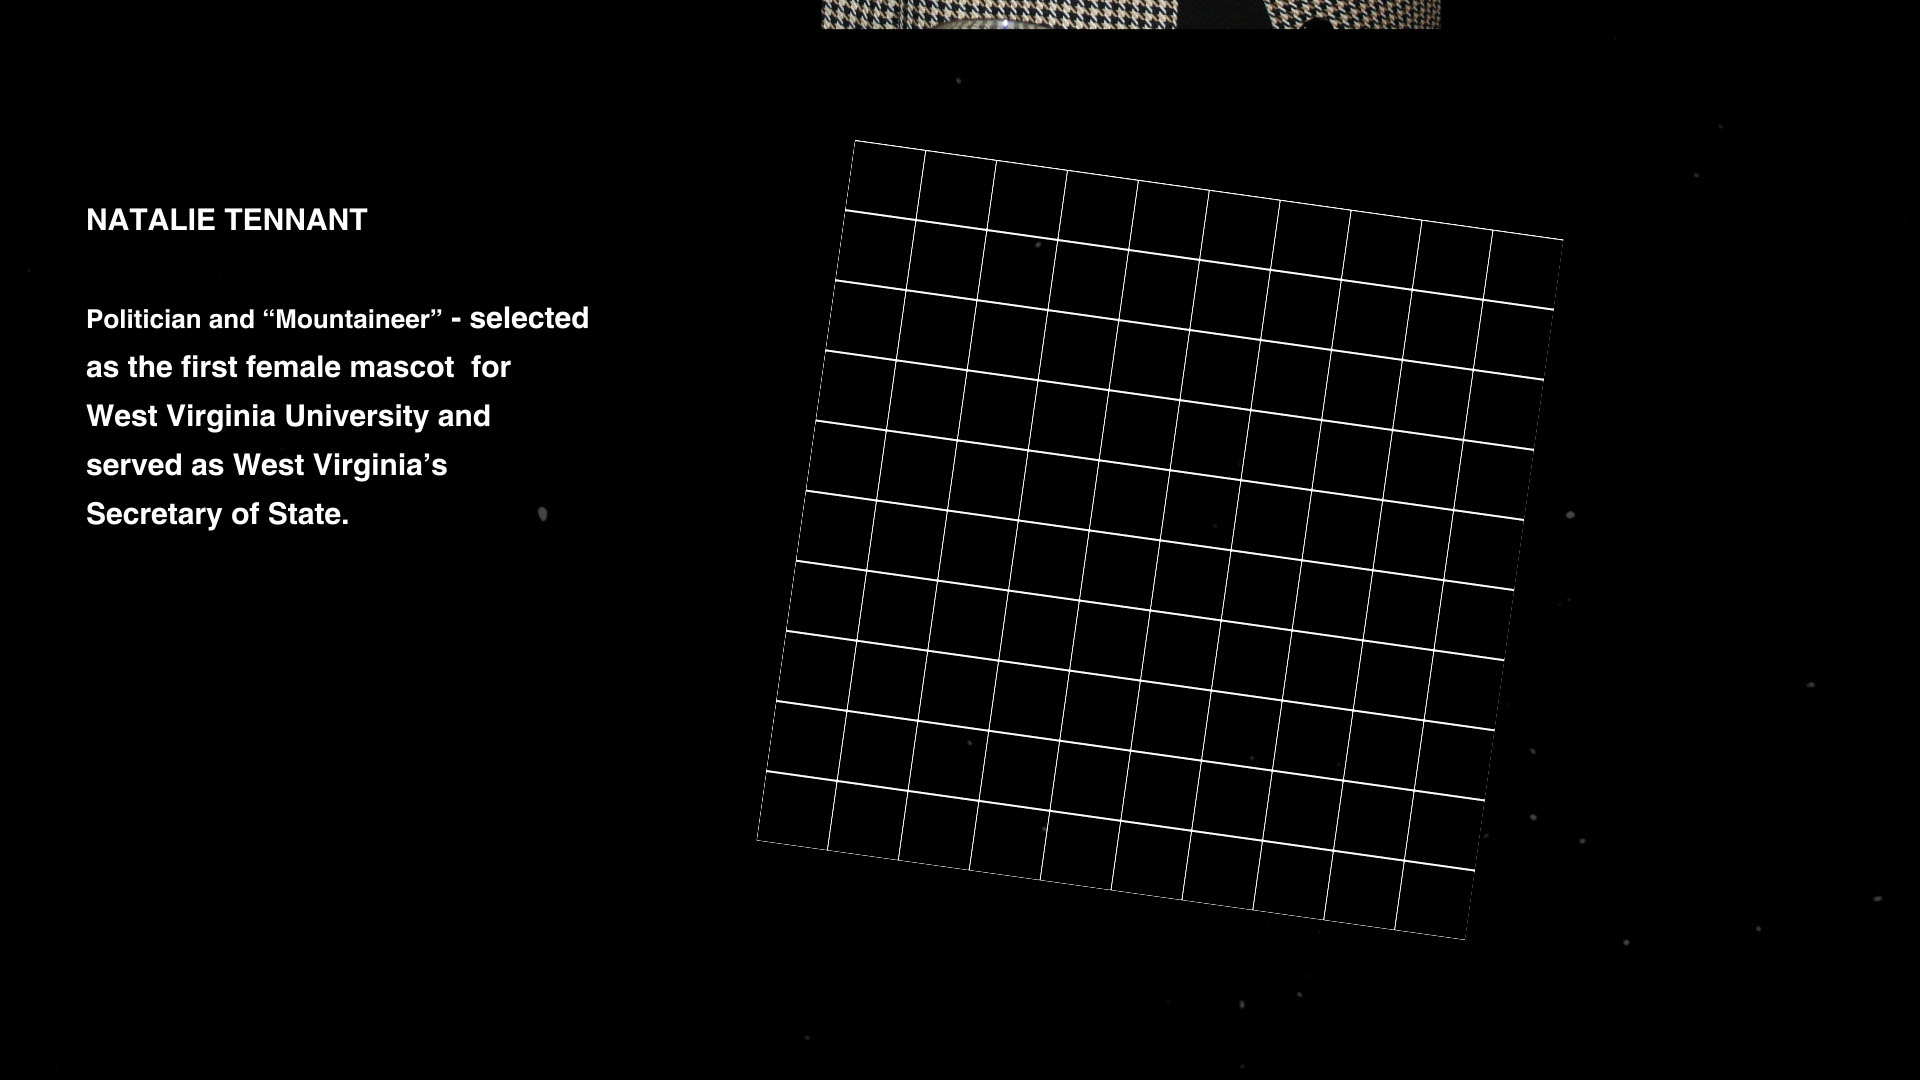 NATALIE TENNANT
Politician and “Mountaineer” - selected
as the first female mascot  for
West Virginia University and
served as West Virginia’s
Secretary of State.